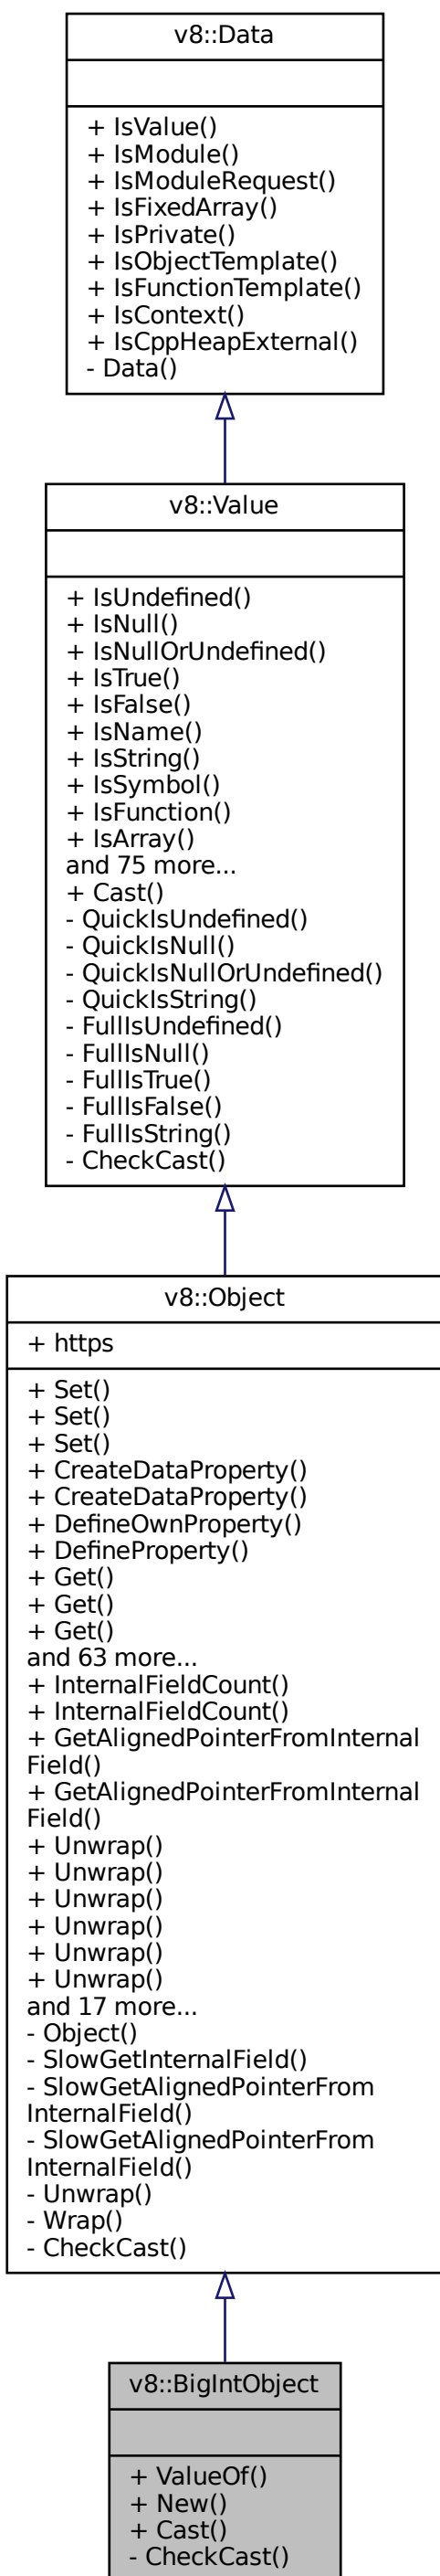 v8::Data
+ IsValue()
+ IsModule()
+ IsModuleRequest()
+ IsFixedArray()
+ IsPrivate()
+ IsObjectTemplate()
+ IsFunctionTemplate()
+ IsContext()
+ IsCppHeapExternal()
- Data()
v8::Value
+ IsUndefined()
+ IsNull()
+ IsNullOrUndefined()
+ IsTrue()
+ IsFalse()
+ IsName()
+ IsString()
+ IsSymbol()
+ IsFunction()
+ IsArray()
and 75 more...
+ Cast()
- QuickIsUndefined()
- QuickIsNull()
- QuickIsNullOrUndefined()
- QuickIsString()
- FullIsUndefined()
- FullIsNull()
- FullIsTrue()
- FullIsFalse()
- FullIsString()
- CheckCast()
v8::Object
+ https
+ Set()
+ Set()
+ Set()
+ CreateDataProperty()
+ CreateDataProperty()
+ DefineOwnProperty()
+ DefineProperty()
+ Get()
+ Get()
+ Get()
and 63 more...
+ InternalFieldCount()
+ InternalFieldCount()
+ GetAlignedPointerFromInternal
Field()
+ GetAlignedPointerFromInternal
Field()
+ Unwrap()
+ Unwrap()
+ Unwrap()
+ Unwrap()
+ Unwrap()
+ Unwrap()
and 17 more...
- Object()
- SlowGetInternalField()
- SlowGetAlignedPointerFrom
InternalField()
- SlowGetAlignedPointerFrom
InternalField()
- Unwrap()
- Wrap()
- CheckCast()
v8::BigIntObject
+ ValueOf()
+ New()
+ Cast()
- CheckCast()